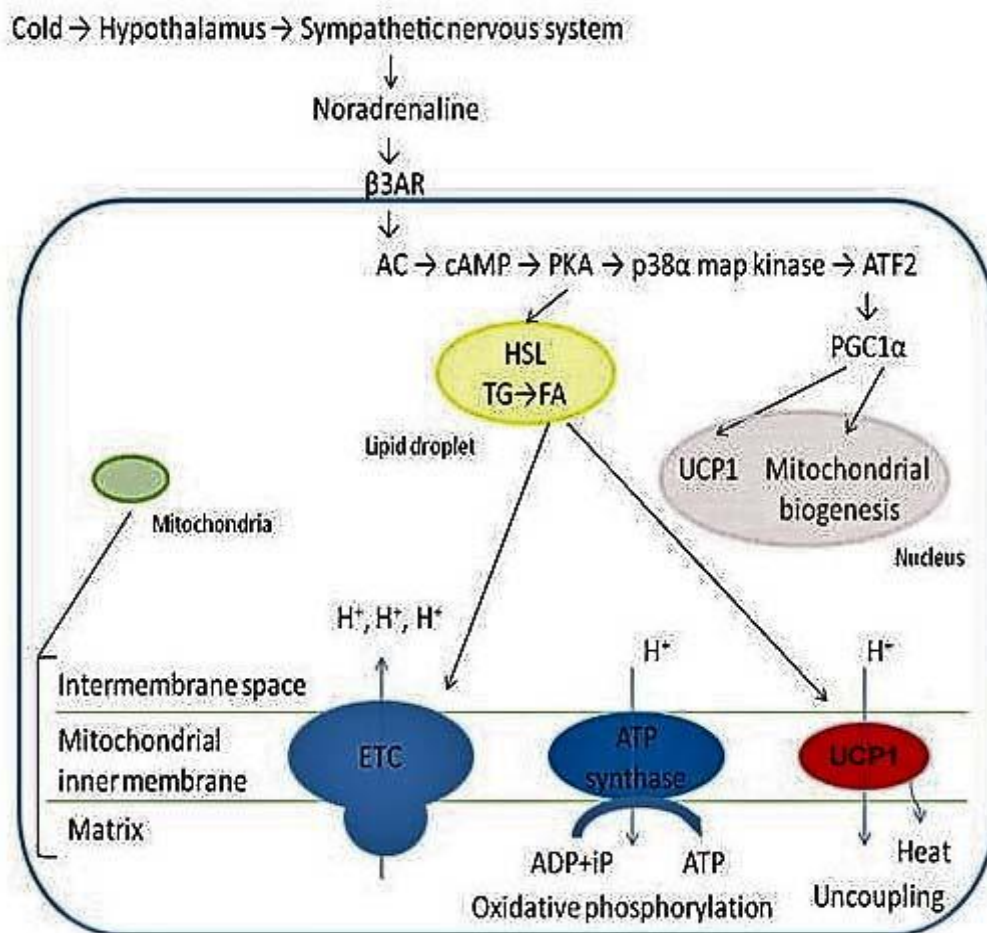 Cold → Hypothalamus → Sympathetic nervous system
Noradrenaline
β3AR
AC → cAMP → PKA → p38α map kinase → ATF2
HSL
TG→FA
PGC1α
Lipid droplet
UCP1 Mitochondrial
biogenesis
Mitochondria
Nucleus
H⁺, H⁺, H⁺
H⁺
H⁺
Intermembrane space
Mitochondrial
inner membrane
ETC
ATP
synthase
UCP1
Matrix
ADP+iP
ATP
Heat
Oxidative phosphorylation
Uncoupling